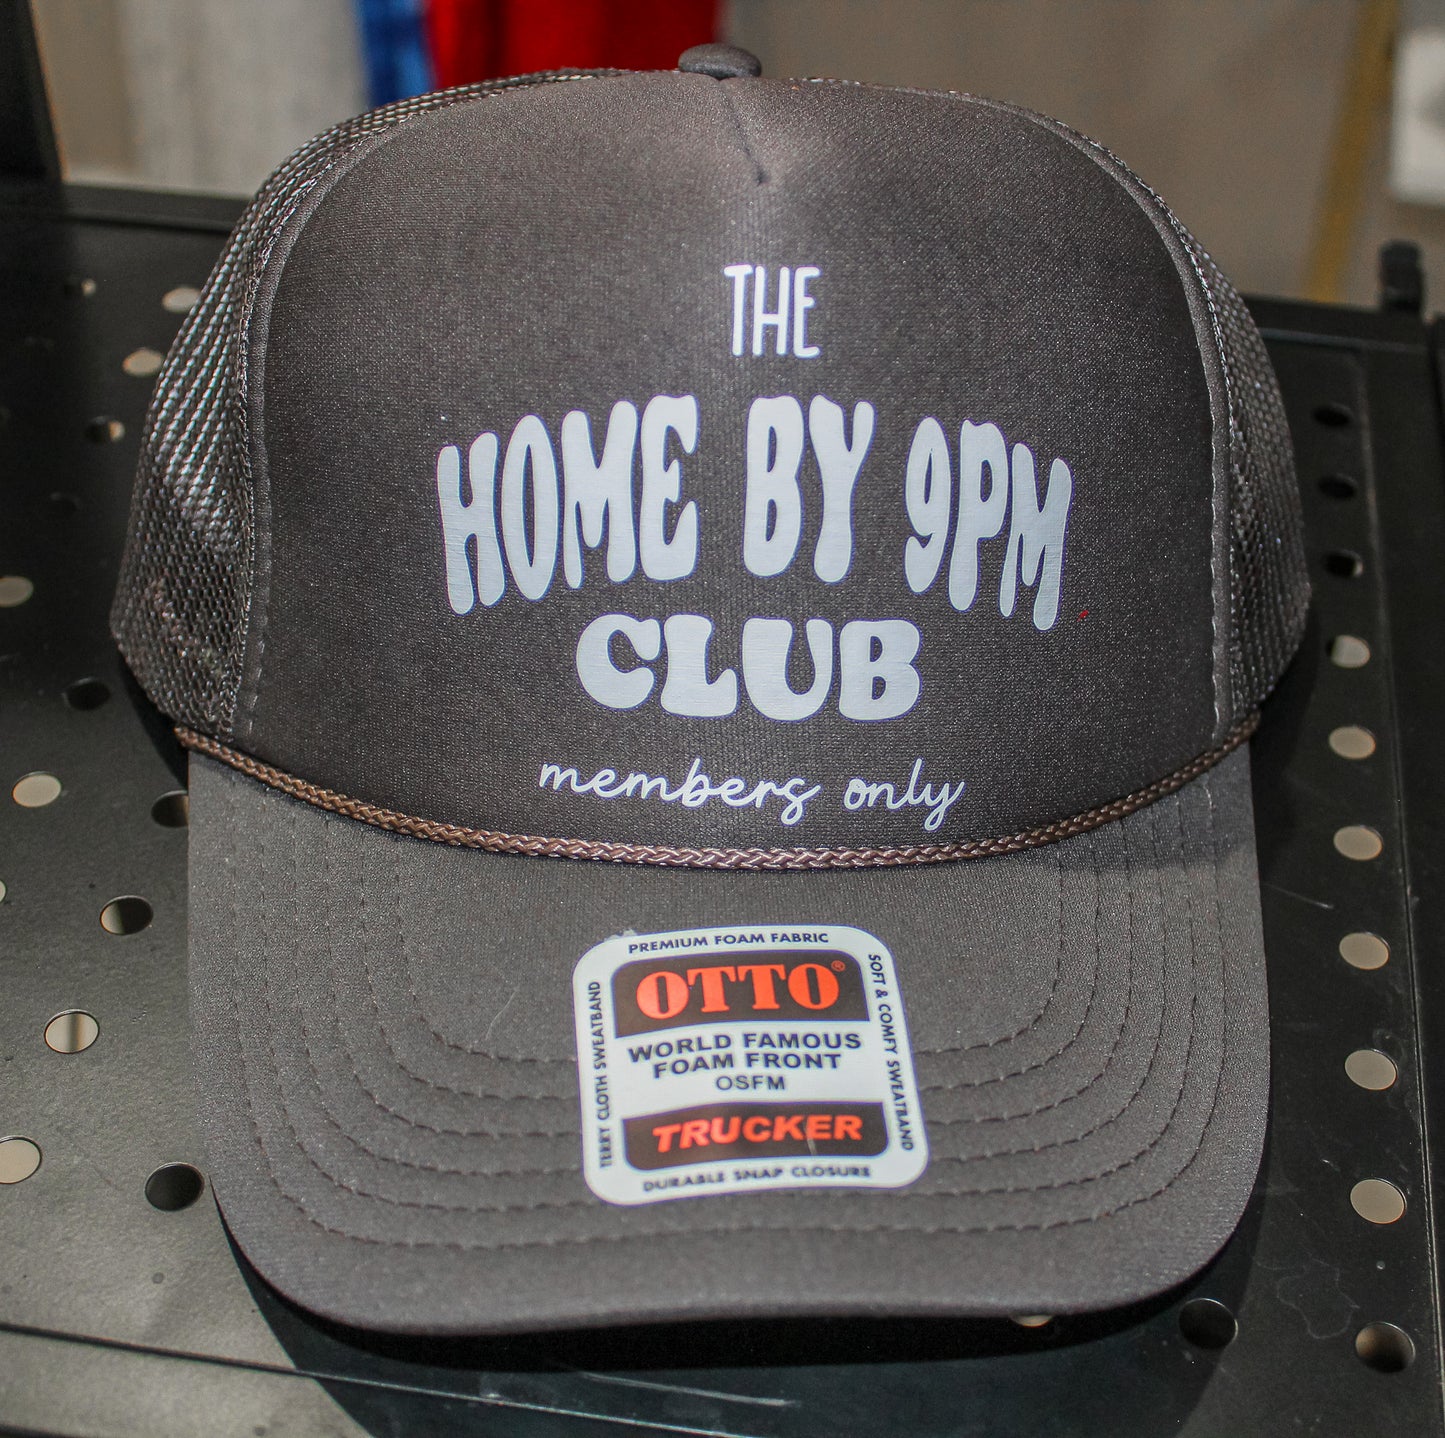 THE
HOME BY 9PM
CLUB
members only
PREMIUM FOAM FABRIC
OTTO®
WORLD FAMOUS
FOAM FRONT
OSFM
TRUCKER
DURABLE SNAP CLOSURE
TERRY CLOTH SWEATBAND
SOFT & COMFY SWEATBAND